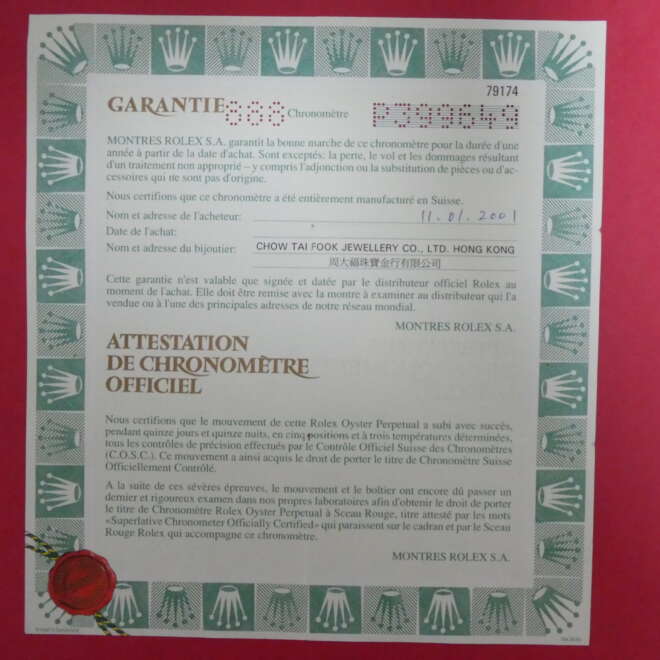 79174
GARANTIE 888 Chronomètre P399649
MONTRES ROLEX S.A. garantit la bonne marche de ce chronomètre pour la durée d'une
année à partir de la date d'achat. Sont exceptés: la perte, le vol et les dommages résultant
d'un traitement non approprié – y compris l'adjonction ou la substitution de pièces ou d'ac-
cessoires qui ne sont pas d'origine.
Nous certifions que ce chronomètre a été entièrement manufacturé en Suisse.
Nom et adresse de l'acheteur: 11.01.2001
Date de l'achat:
Nom et adresse du bijoutier: CHOW TAI FOOK JEWELLERY CO., LTD. HONG KONG
周大福珠寶金行有限公司
Cette garantie n'est valable que signée et datée par le distributeur officiel Rolex au
moment de l'achat. Elle doit être remise avec la montre à examiner au distributeur qui l'a
vendue ou à l'une des principales adresses de notre réseau mondial.
MONTRES ROLEX S.A.
ATTESTATION
DE CHRONOMÈTRE
OFFICIEL
Nous certifions que le mouvement de cette Rolex Oyster Perpetual a subi avec succès,
pendant quinze jours et quinze nuits, en cinq positions et à trois températures déterminées,
tous les contrôles de précision effectués par le Contrôle Officiel Suisse des Chronomètres
(C.O.S.C.). Ce mouvement a ainsi acquis le droit de porter le titre de Chronomètre Suisse
Officiellement Contrôlé.
A la suite de ces sévères épreuves, le mouvement et le boîtier ont encore dû passer un
dernier et rigoureux examen dans nos propres laboratoires afin d'obtenir le droit de porter
le titre de Chronomètre Rolex Oyster Perpetual à Sceau Rouge, titre attesté par les mots
«Superlative Chronometer Officially Certified» qui paraissent sur le cadran et par le Sceau
Rouge Rolex qui accompagne ce chronomètre.
MONTRES ROLEX S.A.